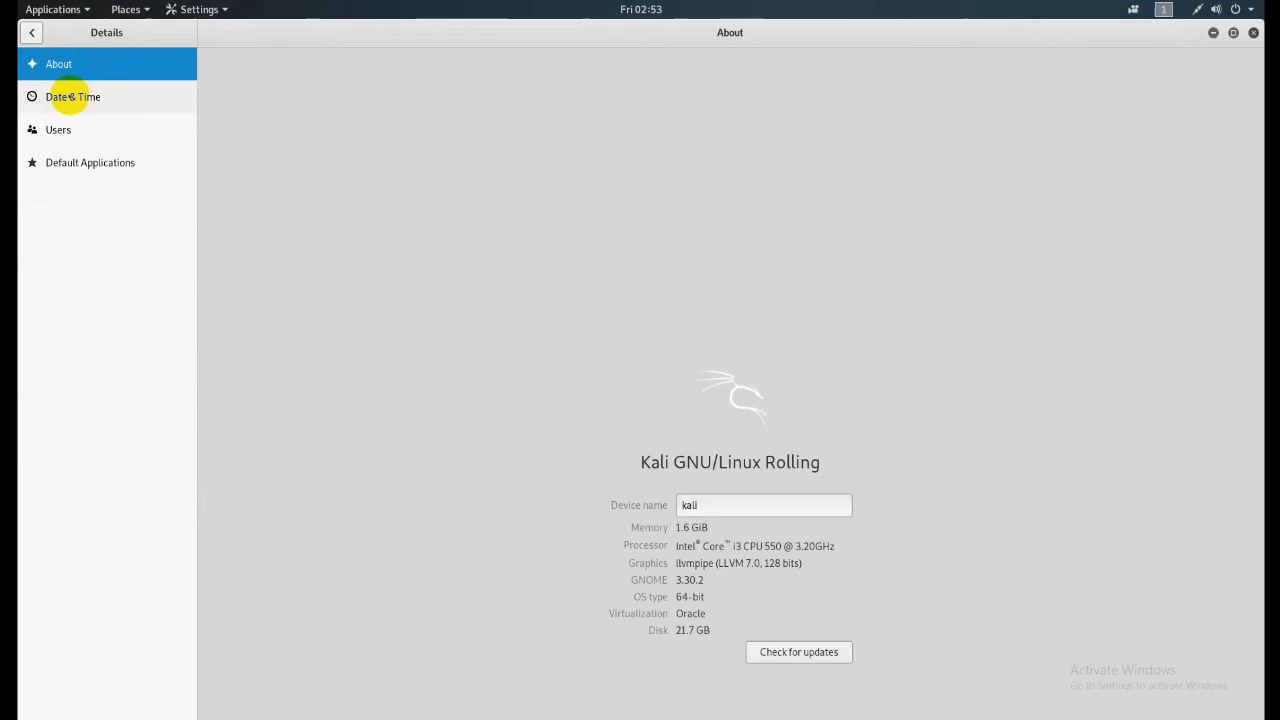 Applications Places Settings Fri 02:53 1
Details About
About
Date & Time
Users
Default Applications
Kali GNU/Linux Rolling
Device name kali
Memory 1.6 GiB
Processor Intel® Core™ i3 CPU 550 @ 3.20GHz
Graphics llvmpipe (LLVM 7.0, 128 bits)
GNOME 3.30.2
OS type 64-bit
Virtualization Oracle
Disk 21.7 GB
Check for updates
Activate Windows
Go to Settings to activate Windows.